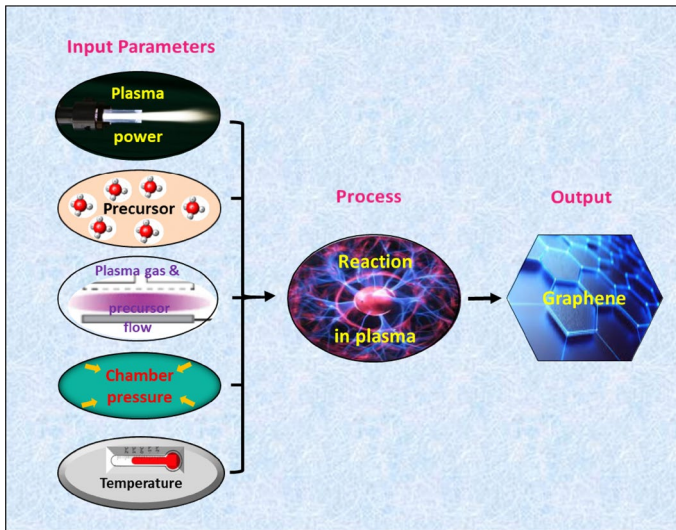 Input Parameters
Plasma
power
Precursor
Plasma gas &
precursor
flow
Chamber
pressure
Temperature
Process
Reaction
in plasma
Output
Graphene